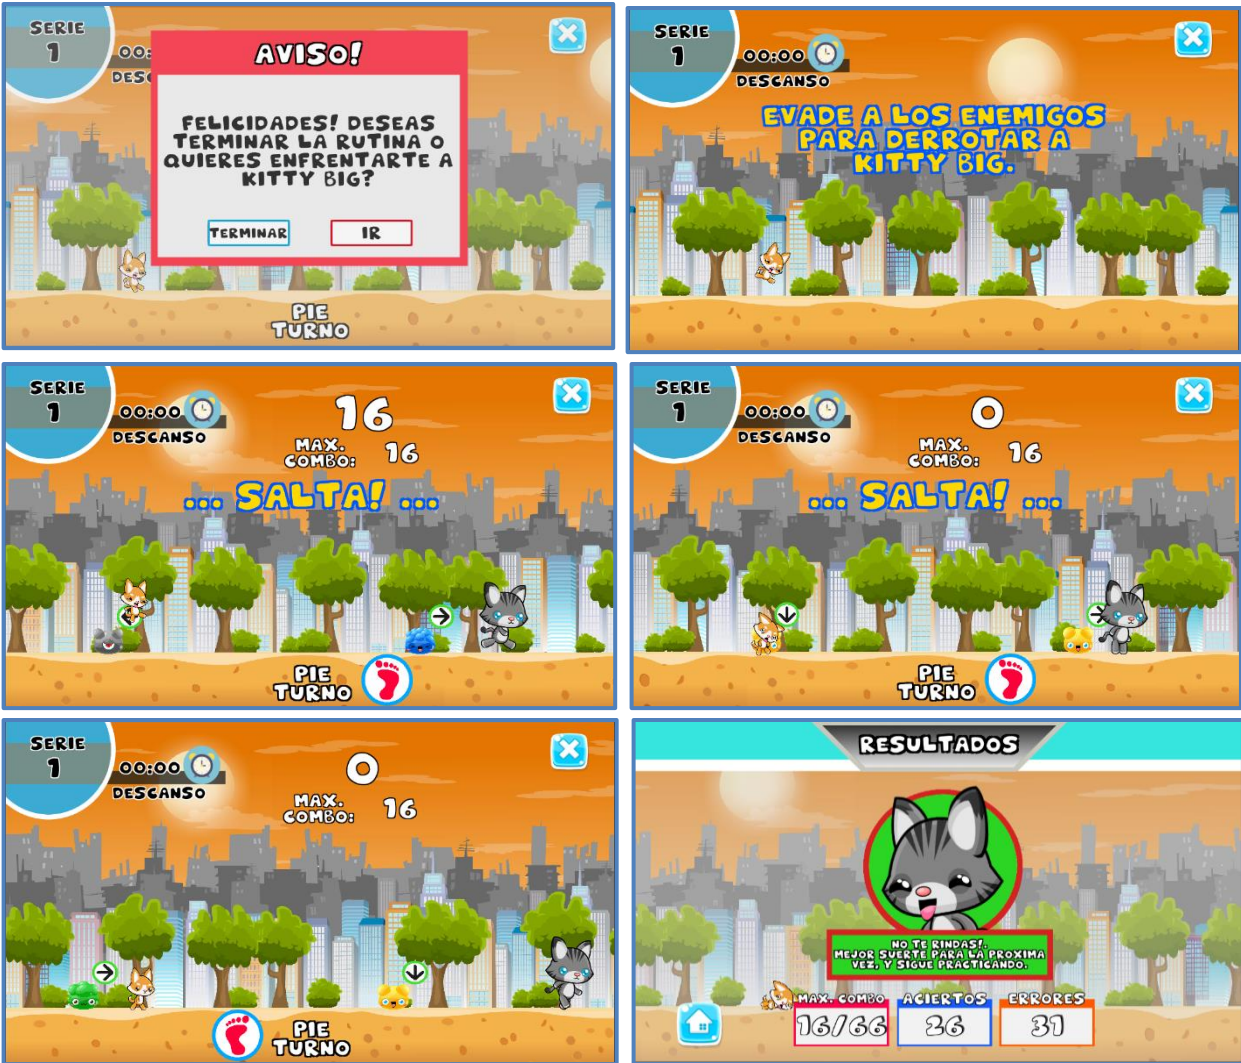 SERIE
1
00:
DESC
AVISO!
FELICIDADES! DESEAS
TERMINAR LA RUTINA O
QUIERES ENFRENTARTE A
KITTY BIG?
TERMINAR
IR
PIE
TURNO
SERIE
1
00:00
DESCANSO
EVADE A LOS ENEMIGOS
PARA DERROTAR A
KITTY BIG.
SERIE
1
00:00
DESCANSO
16
MAX.
COMBO: 16
... SALTA! ...
PIE
TURNO
SERIE
1
00:00
DESCANSO
0
MAX.
COMBO: 16
... SALTA! ...
PIE
TURNO
SERIE
1
00:00
DESCANSO
0
MAX.
COMBO: 16
PIE
TURNO
RESULTADOS
NO TE RINDAS!.
MEJOR SUERTE PARA LA PROXIMA
VEZ, Y SIGUE PRACTICANDO.
MAX. COMBO ACIERTOS ERRORES
16/66 26 31